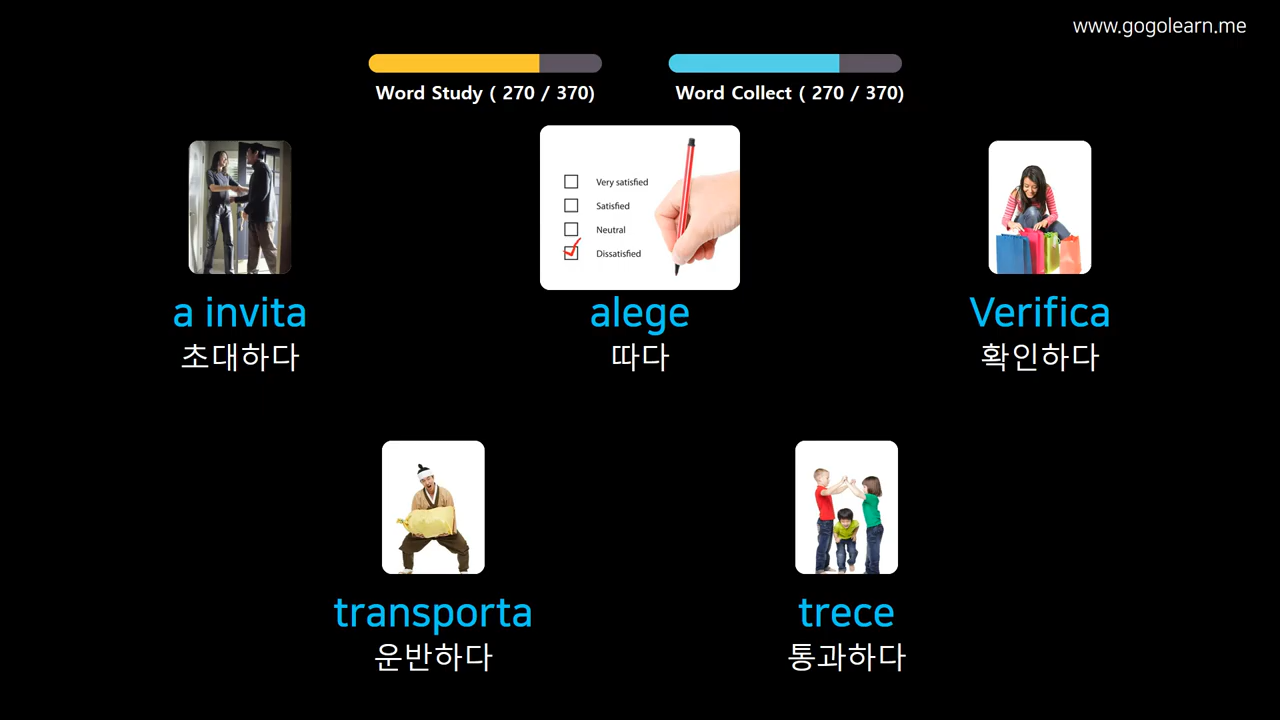 www.gogolearn.me
Word Study ( 270 / 370)
Word Collect ( 270 / 370)
Very satisfied
Satisfied
Neutral
Dissatisfied
a invita
초대하다
alege
따다
Verifica
확인하다
transporta
운반하다
trece
통과하다